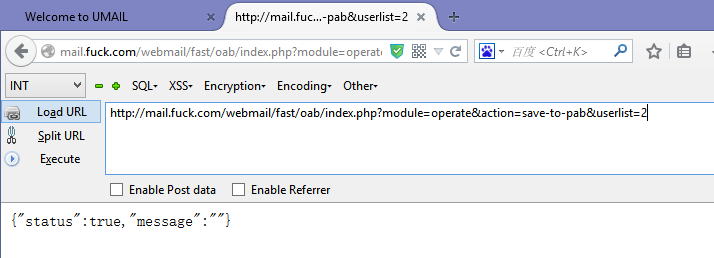 Welcome to UMAIL
http://mail.fuc...-pab&userlist=2
mail.fuck.com/webmail/fast/oab/index.php?module=operate
百度 <Ctrl+K>
INT SQL XSS Encryption Encoding Other
Load URL
http://mail.fuck.com/webmail/fast/oab/index.php?module=operate&action=save-to-pab&userlist=2
Split URL
Execute
Enable Post data Enable Referrer
{"status":true,"message":""}